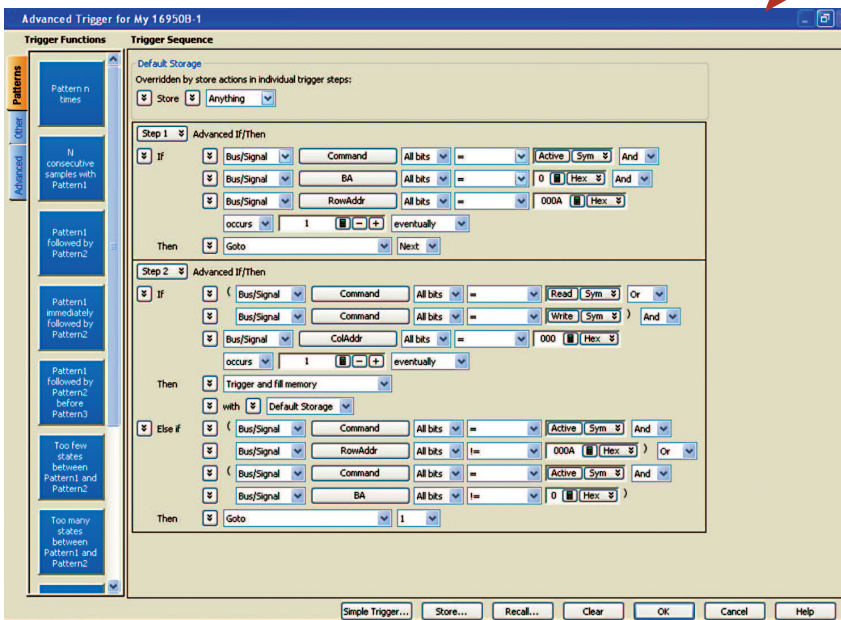 Advanced Trigger for My 16950B-1
Trigger Functions
Trigger Sequence
Patterns
Other
Advanced
Pattern n
times
N
consecutive
samples with
Pattern1
Pattern1
followed by
Pattern2
Pattern1
immediately
followed by
Pattern2
Pattern1
followed by
Pattern2
before
Pattern3
Too few
states
between
Pattern1 and
Pattern2
Too many
states
between
Pattern1 and
Pattern2
Default Storage
Overridden by store actions in individual trigger steps:
Store Anything
Step 1 Advanced If/Then
If Bus/Signal Command All bits = Active Sym And
Bus/Signal BA All bits = 0 Hex And
Bus/Signal RowAddr All bits = 000A Hex
occurs 1 - + eventually
Then Goto Next
Step 2 Advanced If/Then
If ( Bus/Signal Command All bits = Read Sym Or
Bus/Signal Command All bits = Write Sym ) And
Bus/Signal ColAddr All bits = 000 Hex
occurs 1 - + eventually
Then Trigger and fill memory
with Default Storage
Else if ( Bus/Signal Command All bits = Active Sym And
Bus/Signal RowAddr All bits != 000A Hex ) Or
( Bus/Signal Command All bits = Active Sym And
Bus/Signal BA All bits != 0 Hex )
Then Goto 1
Simple Trigger... Store... Recall... Clear OK Cancel Help